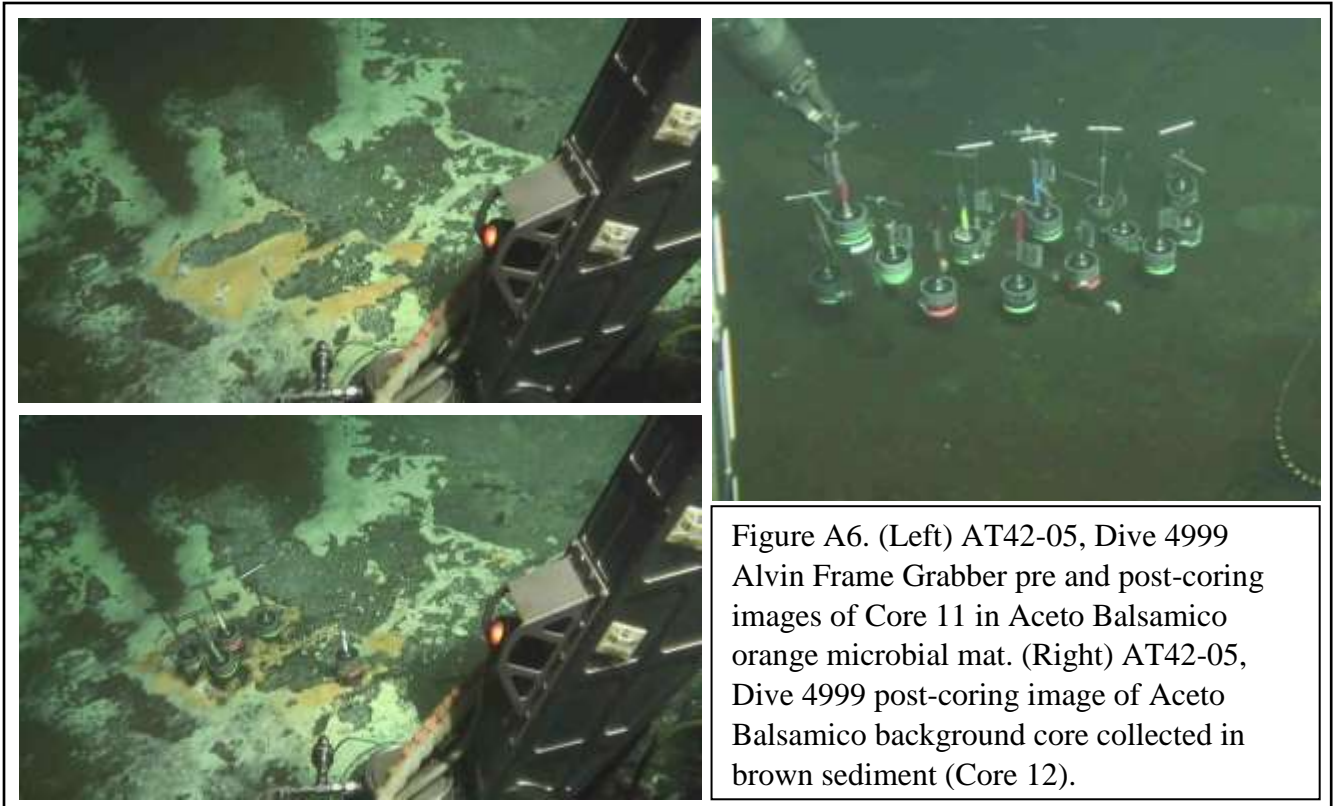 Figure A6. (Left) AT42-05, Dive 4999
Alvin Frame Grabber pre and post-coring
images of Core 11 in Aceto Balsamico
orange microbial mat. (Right) AT42-05,
Dive 4999 post-coring image of Aceto
Balsamico background core collected in
brown sediment (Core 12).